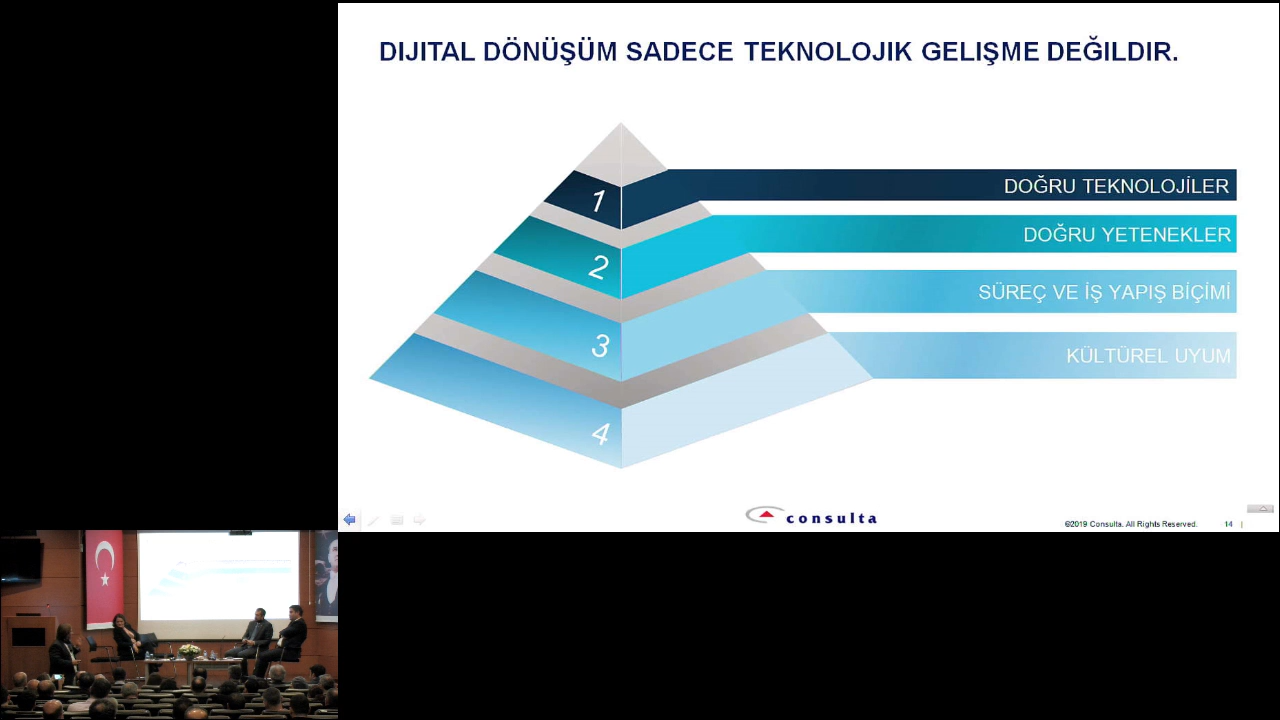 DIJITAL DÖNÜŞÜM SADECE TEKNOLOJIK GELIŞME DEĞILDIR.
1
DOĞRU TEKNOLOJİLER
2
DOĞRU YETENEKLER
3
SÜREÇ VE İŞ YAPIŞ BİÇİMİ
4
KÜLTÜREL UYUM
consulta
©2019 Consulta. All Rights Reserved. 14 |